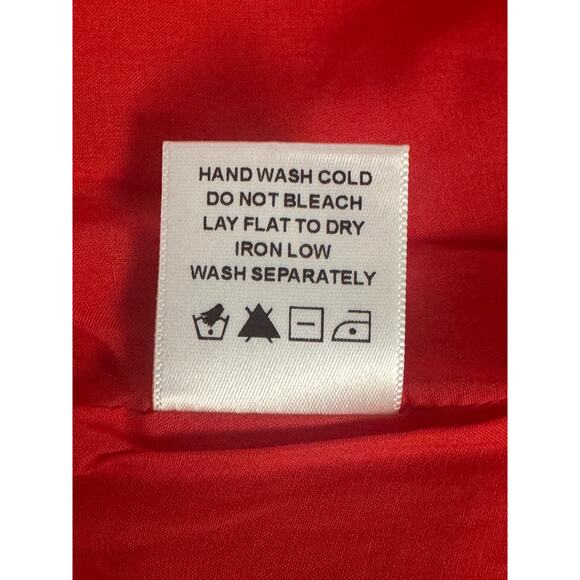 HAND WASH COLD
DO NOT BLEACH
LAY FLAT TO DRY
IRON LOW
WASH SEPARATELY